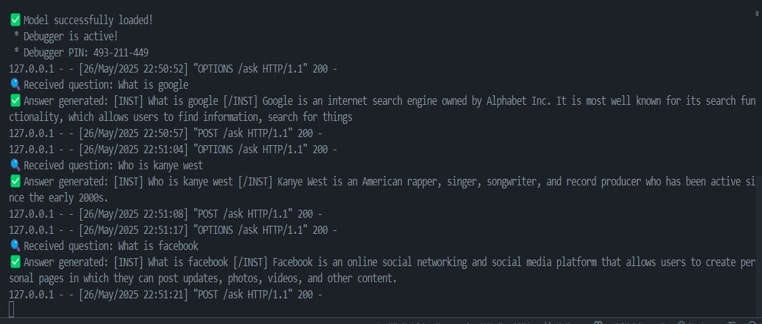 ✅ Model successfully loaded!
* Debugger is active!
* Debugger PIN: 493-211-449
127.0.0.1 - - [26/May/2025 22:50:52] "OPTIONS /ask HTTP/1.1" 200 -
🔍 Received question: What is google
✅ Answer generated: [INST] What is google [/INST] Google is an internet search engine owned by Alphabet Inc. It is most well known for its search fun
ctionality, which allows users to find information, search for things
127.0.0.1 - - [26/May/2025 22:50:57] "POST /ask HTTP/1.1" 200 -
127.0.0.1 - - [26/May/2025 22:51:04] "OPTIONS /ask HTTP/1.1" 200 -
🔍 Received question: Who is kanye west
✅ Answer generated: [INST] Who is kanye west [/INST] Kanye West is an American rapper, singer, songwriter, and record producer who has been active si
nce the early 2000s.
127.0.0.1 - - [26/May/2025 22:51:08] "POST /ask HTTP/1.1" 200 -
127.0.0.1 - - [26/May/2025 22:51:17] "OPTIONS /ask HTTP/1.1" 200 -
🔍 Received question: What is facebook
✅ Answer generated: [INST] What is facebook [/INST] Facebook is an online social networking and social media platform that allows users to create per
sonal pages in which they can post updates, photos, videos, and other content.
127.0.0.1 - - [26/May/2025 22:51:21] "POST /ask HTTP/1.1" 200 -